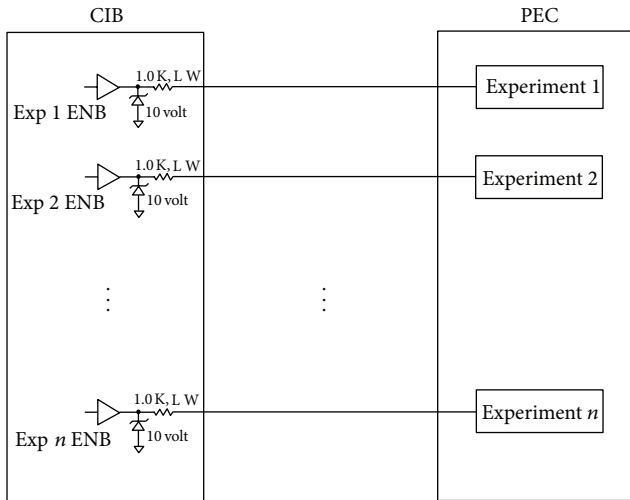 CIB
PEC
1.0 K, L W
Exp 1 ENB
10 volt
Experiment 1
1.0 K, L W
Exp 2 ENB
10 volt
Experiment 2
1.0 K, L W
Exp n ENB
10 volt
Experiment n